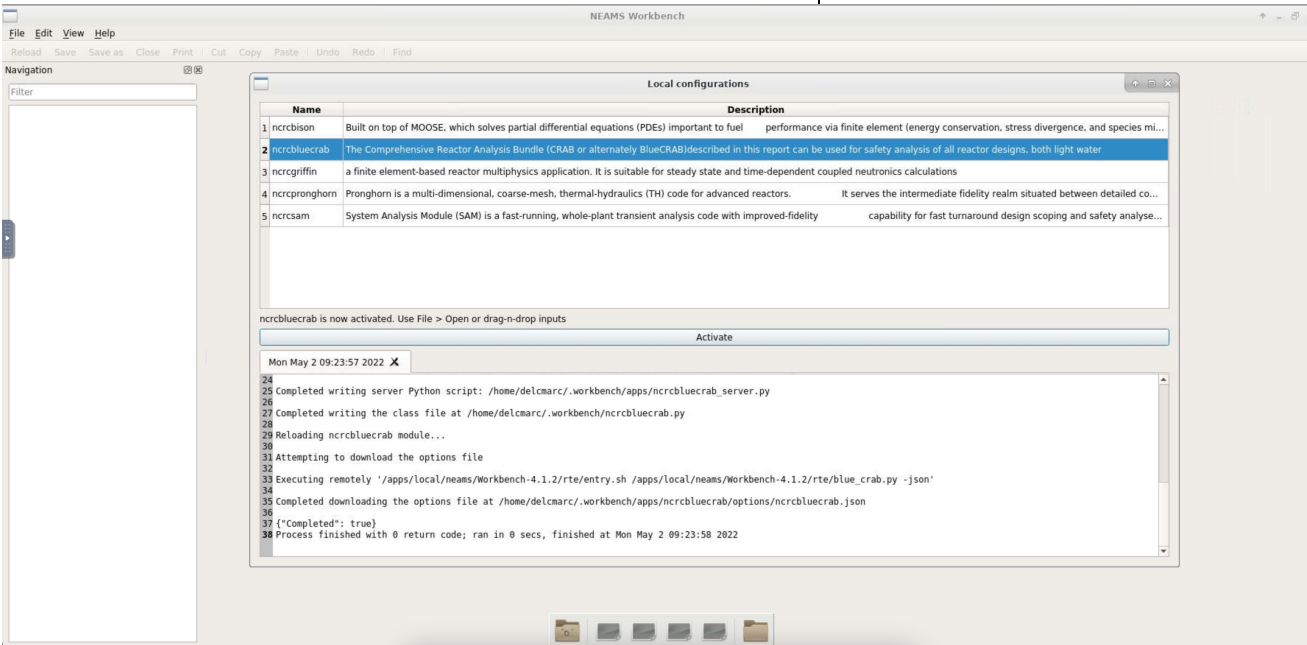 NEAMS Workbench
File Edit View Help
Reload Save Save as Close Print Cut Copy Paste Undo Redo Find
Navigation
Filter
Local configurations
Name Description
1 ncrcbison Built on top of MOOSE, which solves partial differential equations (PDEs) important to fuel performance via finite element (energy conservation, stress divergence, and species mi...
2 ncrcbluecrab The Comprehensive Reactor Analysis Bundle (CRAB or alternately BlueCRAB)described in this report can be used for safety analysis of all reactor designs, both light water
3 ncrcgriffin a finite element-based reactor multiphysics application. It is suitable for steady state and time-dependent coupled neutronics calculations
4 ncrcpronghorn Pronghorn is a multi-dimensional, coarse-mesh, thermal-hydraulics (TH) code for advanced reactors. It serves the intermediate fidelity realm situated between detailed co...
5 ncrcsam System Analysis Module (SAM) is a fast-running, whole-plant transient analysis code with improved-fidelity capability for fast turnaround design scoping and safety analyse...
ncrcbluecrab is now activated. Use File > Open or drag-n-drop inputs
Activate
Mon May 2 09:23:57 2022
24
25 Completed writing server Python script: /home/delcmarc/.workbench/apps/ncrcbluecrab_server.py
26
27 Completed writing the class file at /home/delcmarc/.workbench/ncrcbluecrab.py
28
29 Reloading ncrcbluecrab module...
30
31 Attempting to download the options file
32
33 Executing remotely '/apps/local/neams/Workbench-4.1.2/rte/entry.sh /apps/local/neams/Workbench-4.1.2/rte/blue_crab.py -json'
34
35 Completed downloading the options file at /home/delcmarc/.workbench/apps/ncrcbluecrab/options/ncrcbluecrab.json
36
37 {"Completed": true}
38 Process finished with 0 return code; ran in 0 secs, finished at Mon May 2 09:23:58 2022